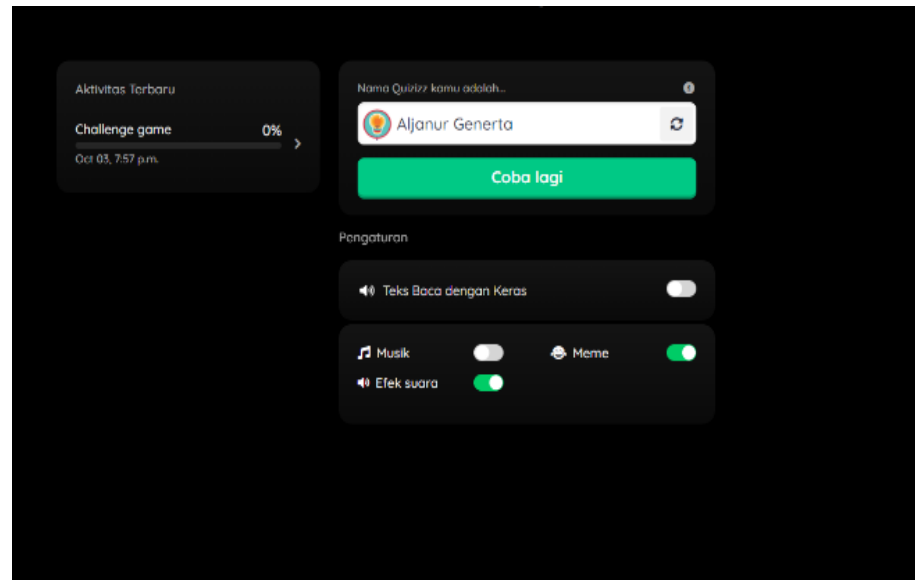 Aktivitas Terbaru
Challenge game 0%
Oct 03, 7:57 p.m.
Nama Quizizz kamu adalah...
Aljanur Generta
Coba lagi
Pengaturan
Teks Baca dengan Keras
Musik
Meme
Efek suara